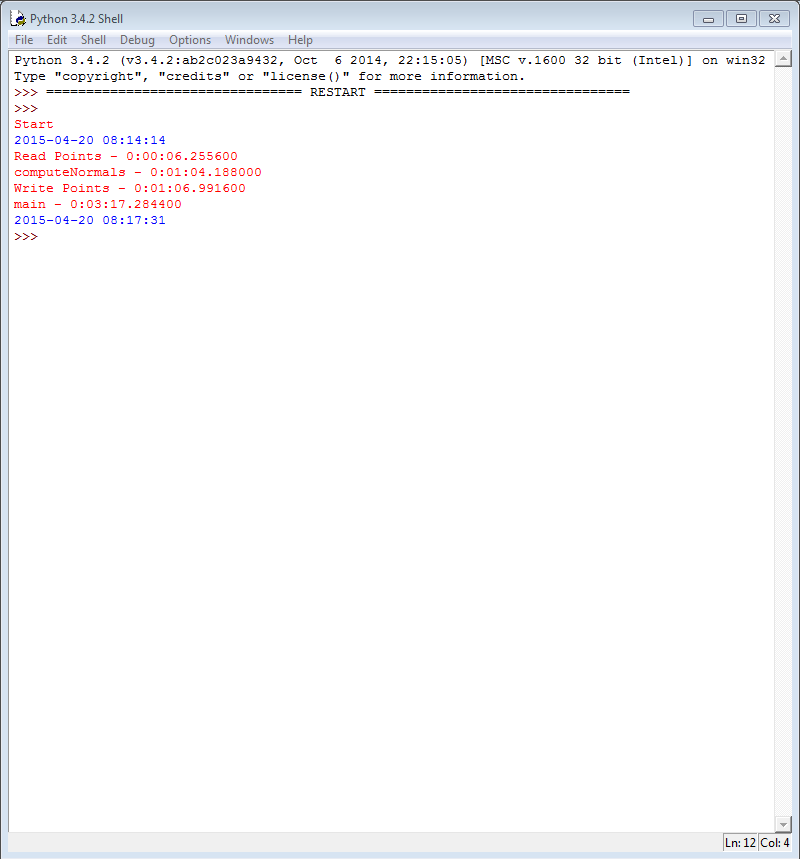 Python 3.4.2 Shell
File Edit Shell Debug Options Windows Help
Python 3.4.2 (v3.4.2:ab2c023a9432, Oct  6 2014, 22:15:05) [MSC v.1600 32 bit (Intel)] on win32
Type "copyright", "credits" or "license()" for more information.
>>> ================================ RESTART ================================
>>>
Start
2015-04-20 08:14:14
Read Points - 0:00:06.255600
computeNormals - 0:01:04.188000
Write Points - 0:01:06.991600
main - 0:03:17.284400
2015-04-20 08:17:31
>>>
Ln: 12 Col: 4